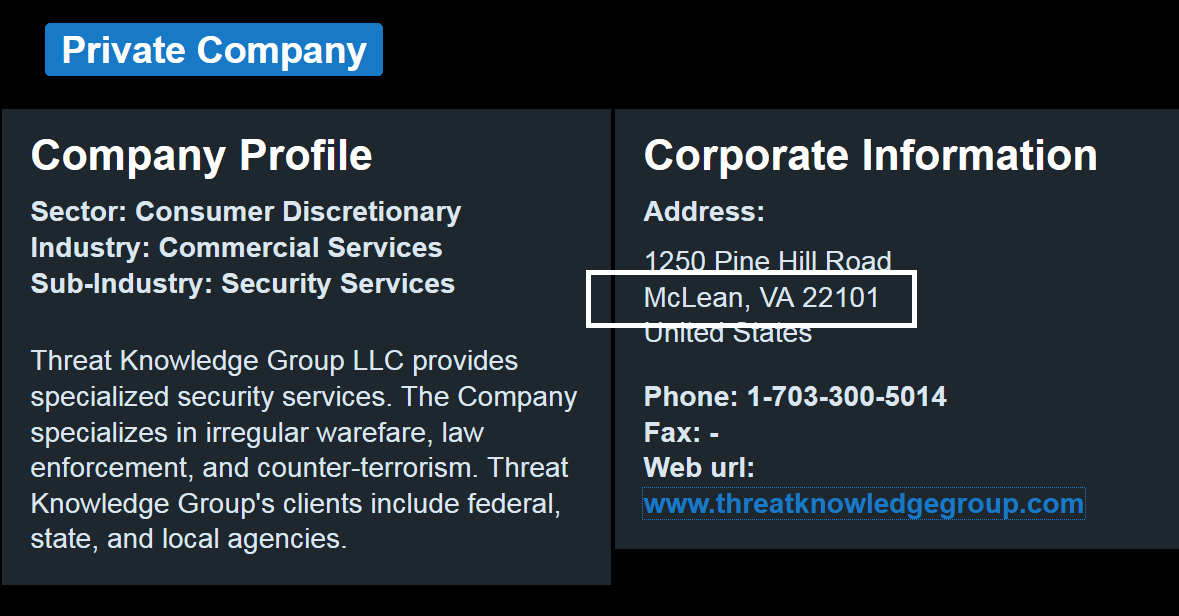 Private Company
Company Profile
Sector: Consumer Discretionary
Industry: Commercial Services
Sub-Industry: Security Services
Threat Knowledge Group LLC provides
specialized security services. The Company
specializes in irregular warefare, law
enforcement, and counter-terrorism. Threat
Knowledge Group's clients include federal,
state, and local agencies.
Corporate Information
Address:
1250 Pine Hill Road
McLean, VA 22101
United States
Phone: 1-703-300-5014
Fax: -
Web url:
www.threatknowledgegroup.com